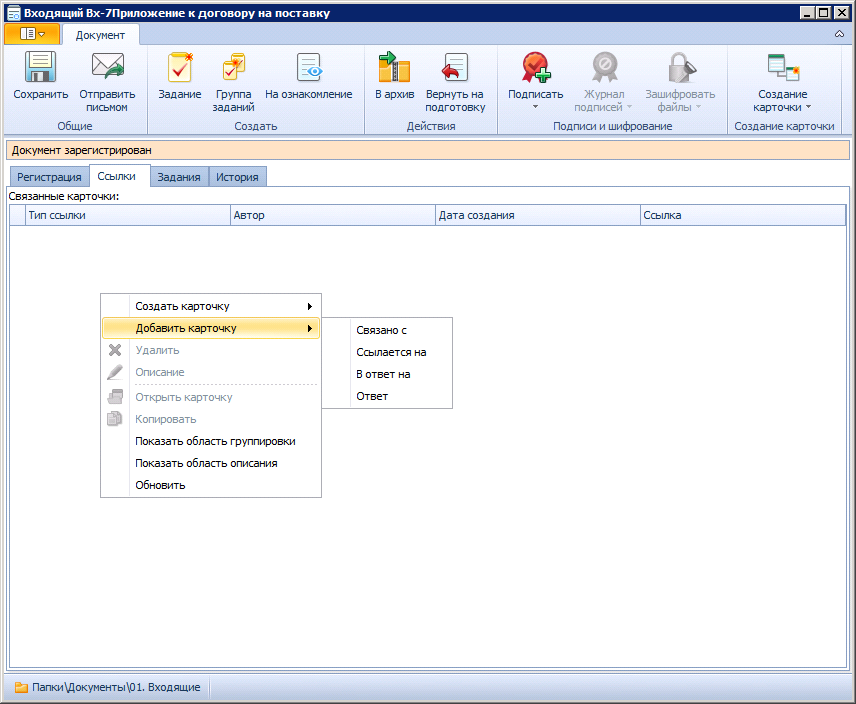 Входящий Вх-7Приложение к договору на поставку
Документ
Сохранить
Отправить
письмом
Задание
Группа
заданий
На ознакомление
В архив
Вернуть на
подготовку
Подписать
Журнал
подписей
Зашифровать
файлы
Создание
карточки
Общие
Создать
Действия
Подписи и шифрование
Создание карточки
Документ зарегистрирован
Регистрация
Ссылки
Задания
История
Связанные карточки:
Тип ссылки
Автор
Дата создания
Ссылка
Создать карточку
Добавить карточку
Удалить
Описание
Открыть карточку
Копировать
Показать область группировки
Показать область описания
Обновить
Связано с
Ссылается на
В ответ на
Ответ
Папки\Документы\01. Входящие